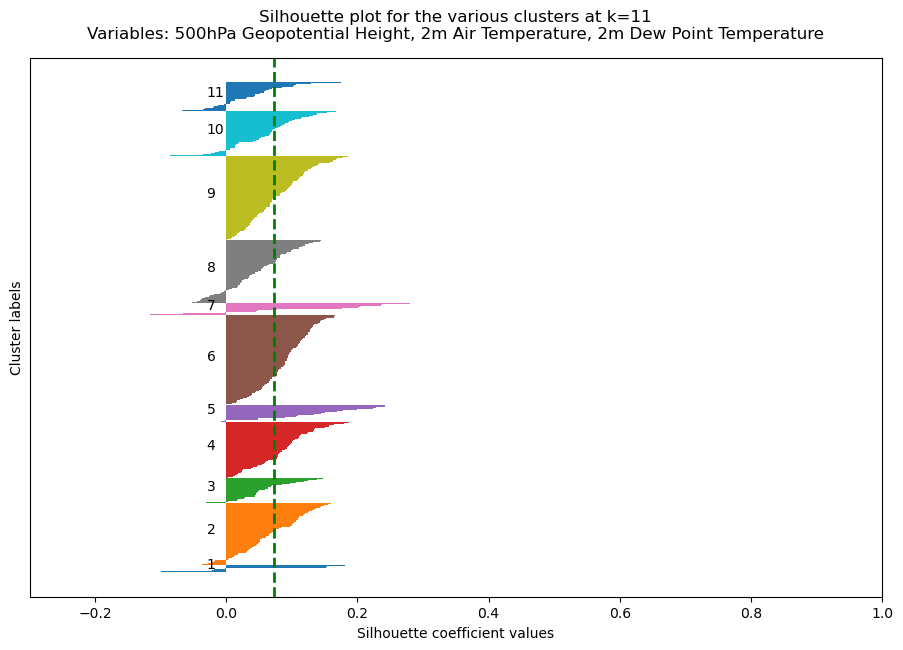 Silhouette plot for the various clusters at k=11
Variables: 500hPa Geopotential Height, 2m Air Temperature, 2m Dew Point Temperature
Cluster labels
11
10
9
8
7
6
5
4
3
2
1
−0.2 0.0 0.2 0.4 0.6 0.8 1.0
Silhouette coefficient values